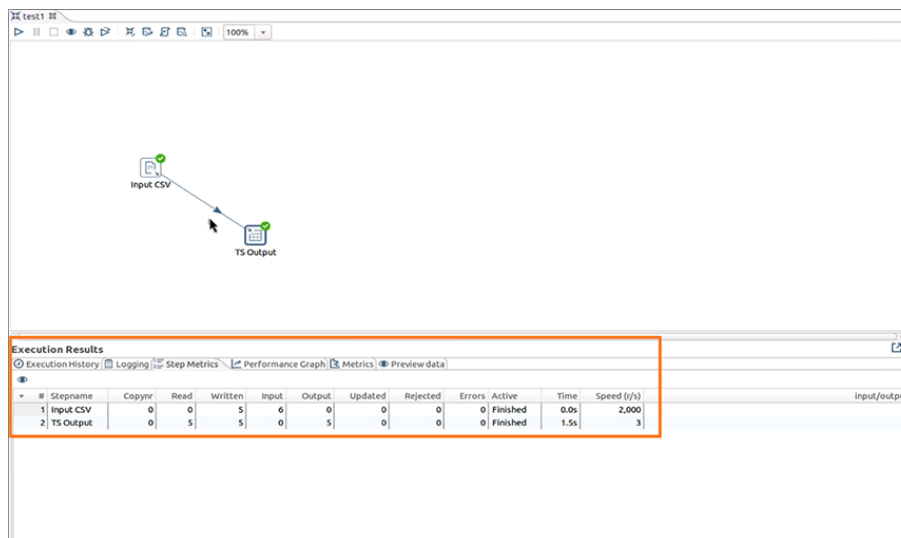 test1
100%
Input CSV
TS Output
Execution Results
Execution History Logging Step Metrics Performance Graph Metrics Preview data
# Stepname Copynr Read Written Input Output Updated Rejected Errors Active Time Speed (r/s) input/outpu
1 Input CSV 0 0 5 6 0 0 0 0 Finished 0.0s 2,000
2 TS Output 0 5 5 0 5 0 0 0 Finished 1.5s 3